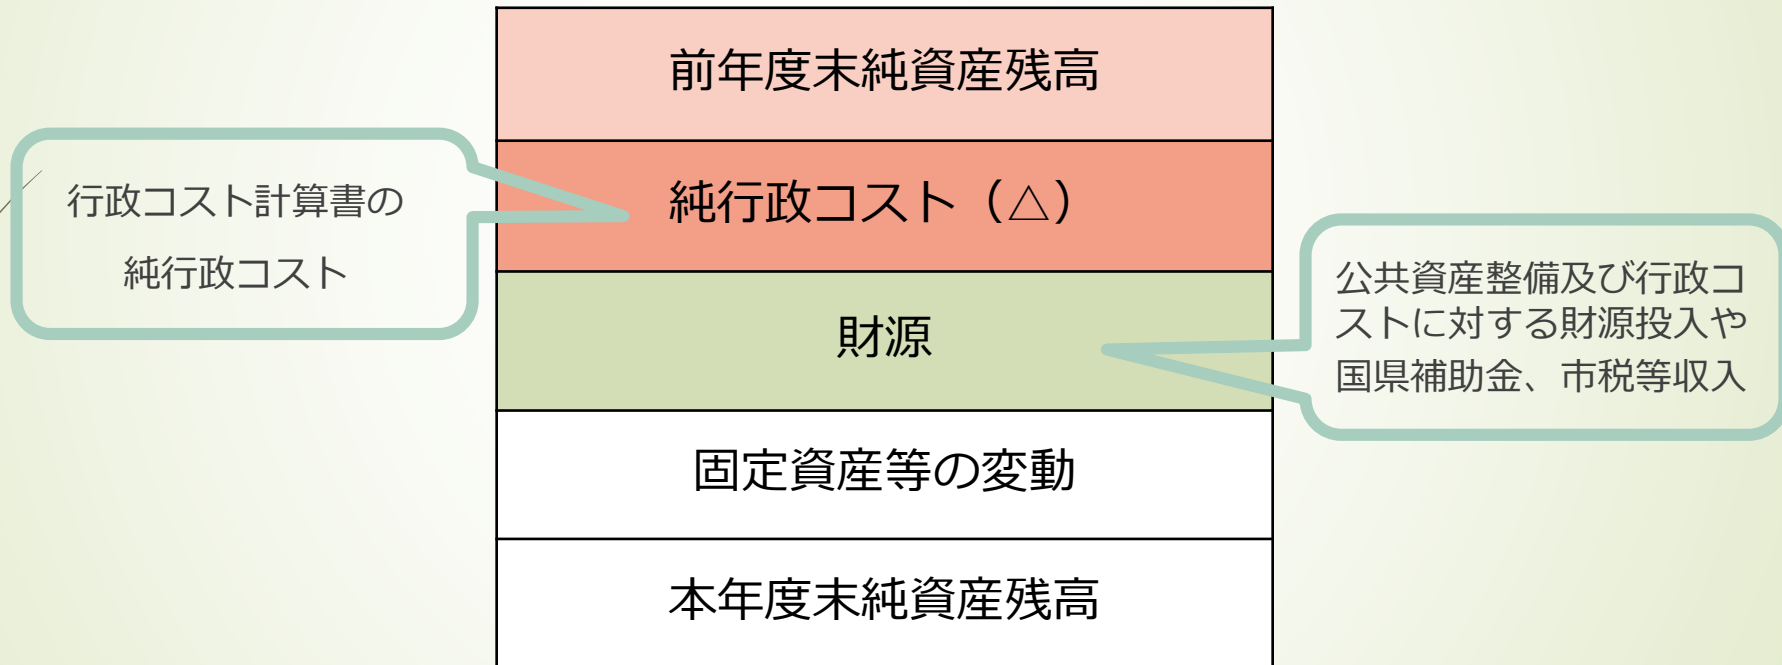 前年度末純資産残高
行政コスト計算書の
純行政コスト
純行政コスト（△）
財源
公共資産整備及び行政コ
ストに対する財源投入や
国県補助金、市税等収入
固定資産等の変動
本年度末純資産残高